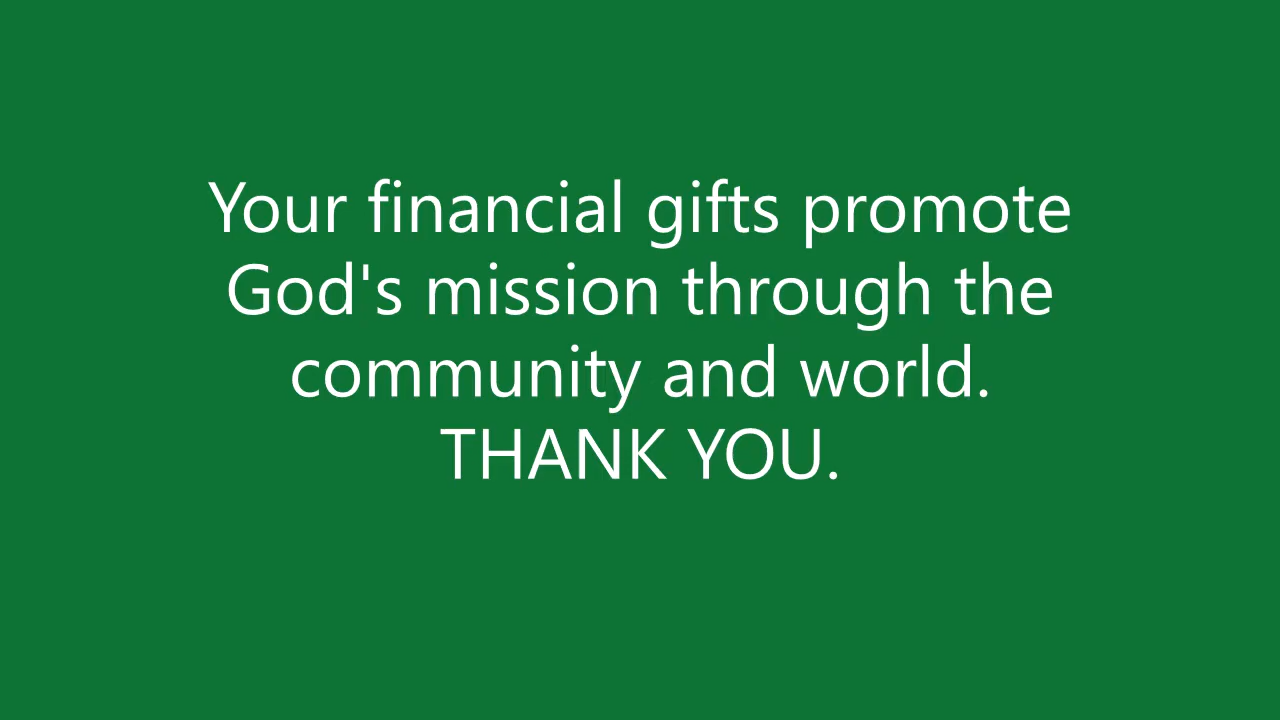 Your financial gifts promote
God's mission through the
community and world.
THANK YOU.